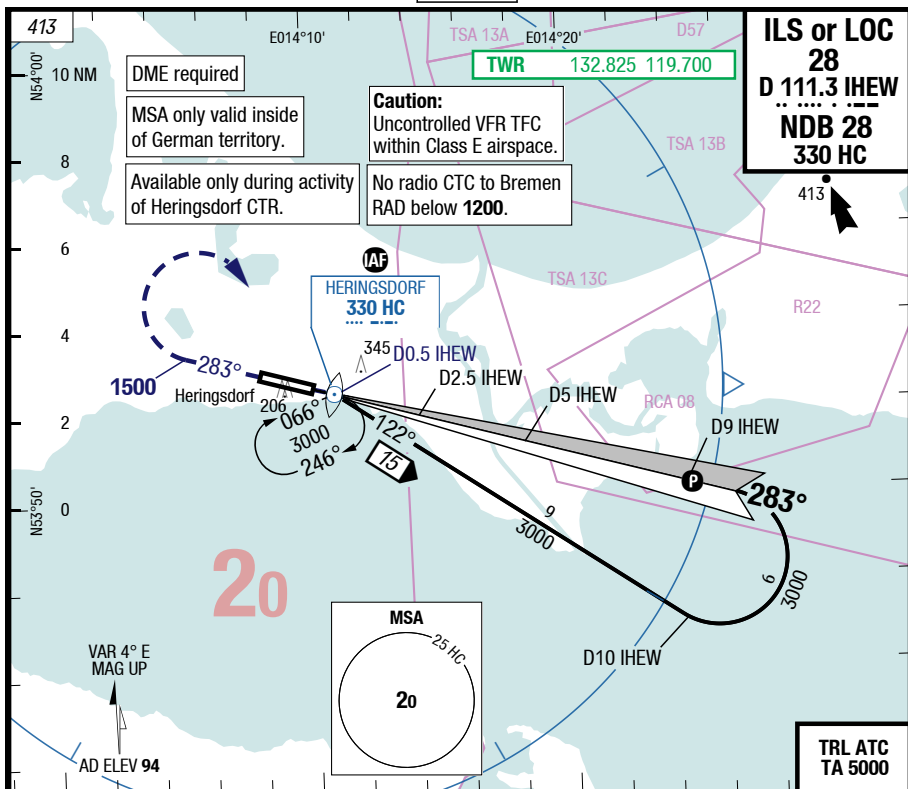 413
E014°10'
TSA 13A
E014°20'
D57
ILS or LOC
28
D 111.3 IHEW
NDB 28
330 HC
TWR 132.825 119.700
N54°00'
10 NM
DME required
MSA only valid inside
of German territory.
Available only during activity
of Heringsdorf CTR.
Caution:
Uncontrolled VFR TFC
within Class E airspace.
No radio CTC to Bremen
RAD below 1200.
TSA 13B
413
8
6
IAF
HERINGSDORF
330 HC
TSA 13C
R22
4
345
D0.5 IHEW
D2.5 IHEW
D5 IHEW
283°
1500
Heringsdorf
206
RCA 08
2
066°
3000
246°
122°
15
D9 IHEW
P
283°
N53°50'
0
9
3000
6
3000
20
D10 IHEW
MSA
25 HC
20
VAR 4° E
MAG UP
AD ELEV 94
TRL ATC
TA 5000